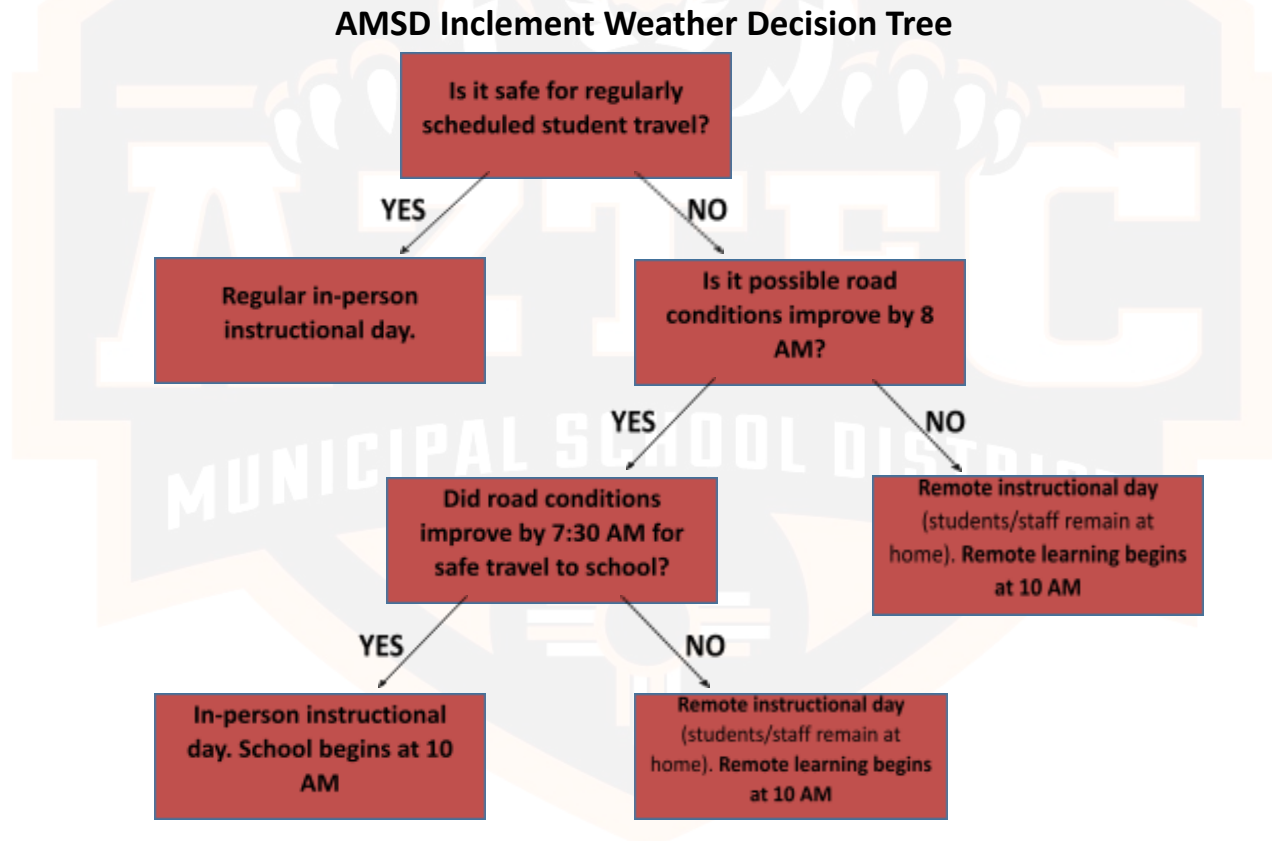 AMSD Inclement Weather Decision Tree
Is it safe for regularly
scheduled student travel?
YES
NO
Regular in-person
instructional day.
Is it possible road
conditions improve by 8
AM?
YES
NO
Did road conditions
improve by 7:30 AM for
safe travel to school?
Remote instructional day
(students/staff remain at
home). Remote learning begins
at 10 AM
YES
NO
In-person instructional
day. School begins at 10
AM
Remote instructional day
(students/staff remain at
home). Remote learning begins
at 10 AM
AZTEC
MUNICIPAL SCHOOL DISTRICT